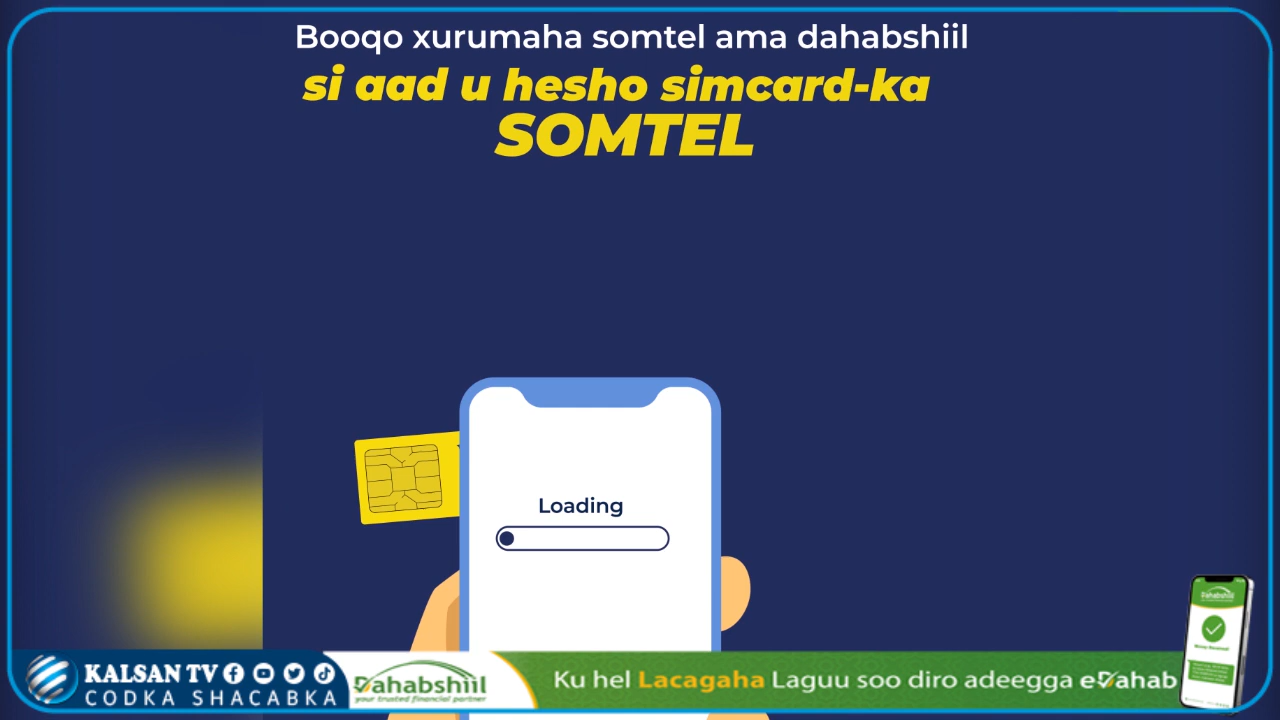 Booqo xurumaha somtel ama dahabshiil
si aad u hesho simcard-ka
SOMTEL
Loading
KALSAN TV
CODKA SHACABKA
Dahabshiil
your trusted financial partner
Ku hel Lacagaha Laguu soo diro adeegga eDahab
Dahabshiil